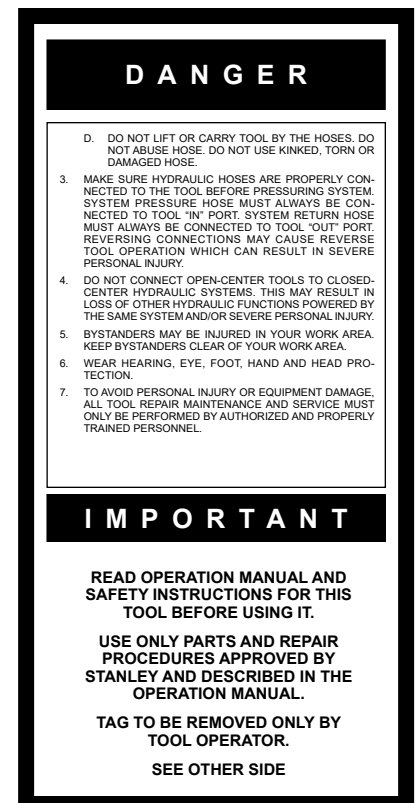 D A N G E R
D. DO NOT LIFT OR CARRY TOOL BY THE HOSES. DO
NOT ABUSE HOSE. DO NOT USE KINKED, TORN OR
DAMAGED HOSE.
3. MAKE SURE HYDRAULIC HOSES ARE PROPERLY CON-
NECTED TO THE TOOL BEFORE PRESSURING SYSTEM.
SYSTEM PRESSURE HOSE MUST ALWAYS BE CON-
NECTED TO TOOL “IN” PORT. SYSTEM RETURN HOSE
MUST ALWAYS BE CONNECTED TO TOOL “OUT” PORT.
REVERSING CONNECTIONS MAY CAUSE REVERSE
TOOL OPERATION WHICH CAN RESULT IN SEVERE
PERSONAL INJURY.
4. DO NOT CONNECT OPEN-CENTER TOOLS TO CLOSED-
CENTER HYDRAULIC SYSTEMS. THIS MAY RESULT IN
LOSS OF OTHER HYDRAULIC FUNCTIONS POWERED BY
THE SAME SYSTEM AND/OR SEVERE PERSONAL INJURY.
5. BYSTANDERS MAY BE INJURED IN YOUR WORK AREA.
KEEP BYSTANDERS CLEAR OF YOUR WORK AREA.
6. WEAR HEARING, EYE, FOOT, HAND AND HEAD PRO-
TECTION.
7. TO AVOID PERSONAL INJURY OR EQUIPMENT DAMAGE,
ALL TOOL REPAIR MAINTENANCE AND SERVICE MUST
ONLY BE PERFORMED BY AUTHORIZED AND PROPERLY
TRAINED PERSONNEL.
I M P O R T A N T
READ OPERATION MANUAL AND
SAFETY INSTRUCTIONS FOR THIS
TOOL BEFORE USING IT.
USE ONLY PARTS AND REPAIR
PROCEDURES APPROVED BY
STANLEY AND DESCRIBED IN THE
OPERATION MANUAL.
TAG TO BE REMOVED ONLY BY
TOOL OPERATOR.
SEE OTHER SIDE